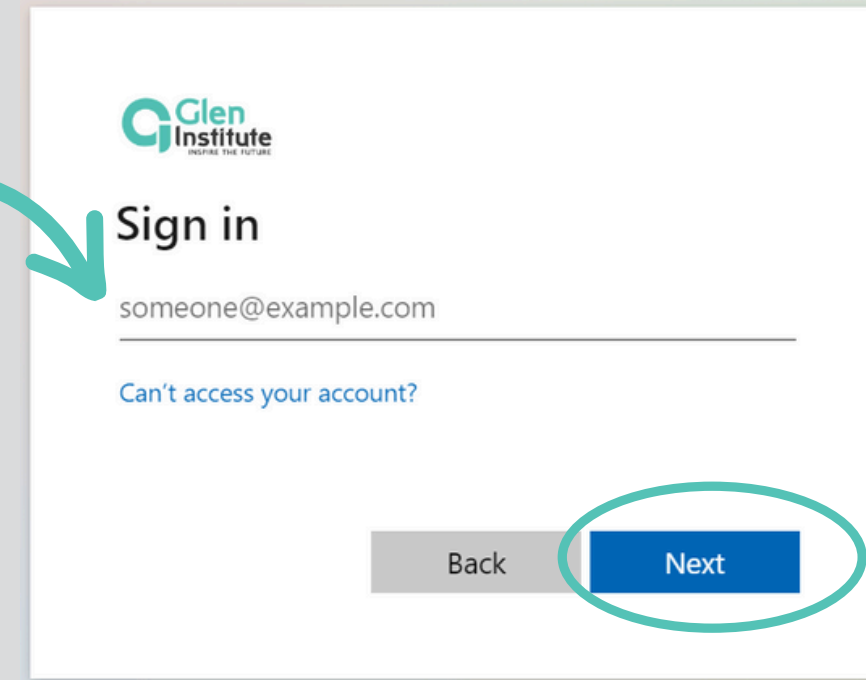 Glen
Institute
INSPIRE THE FUTURE
Sign in
someone@example.com
Can't access your account?
Back Next